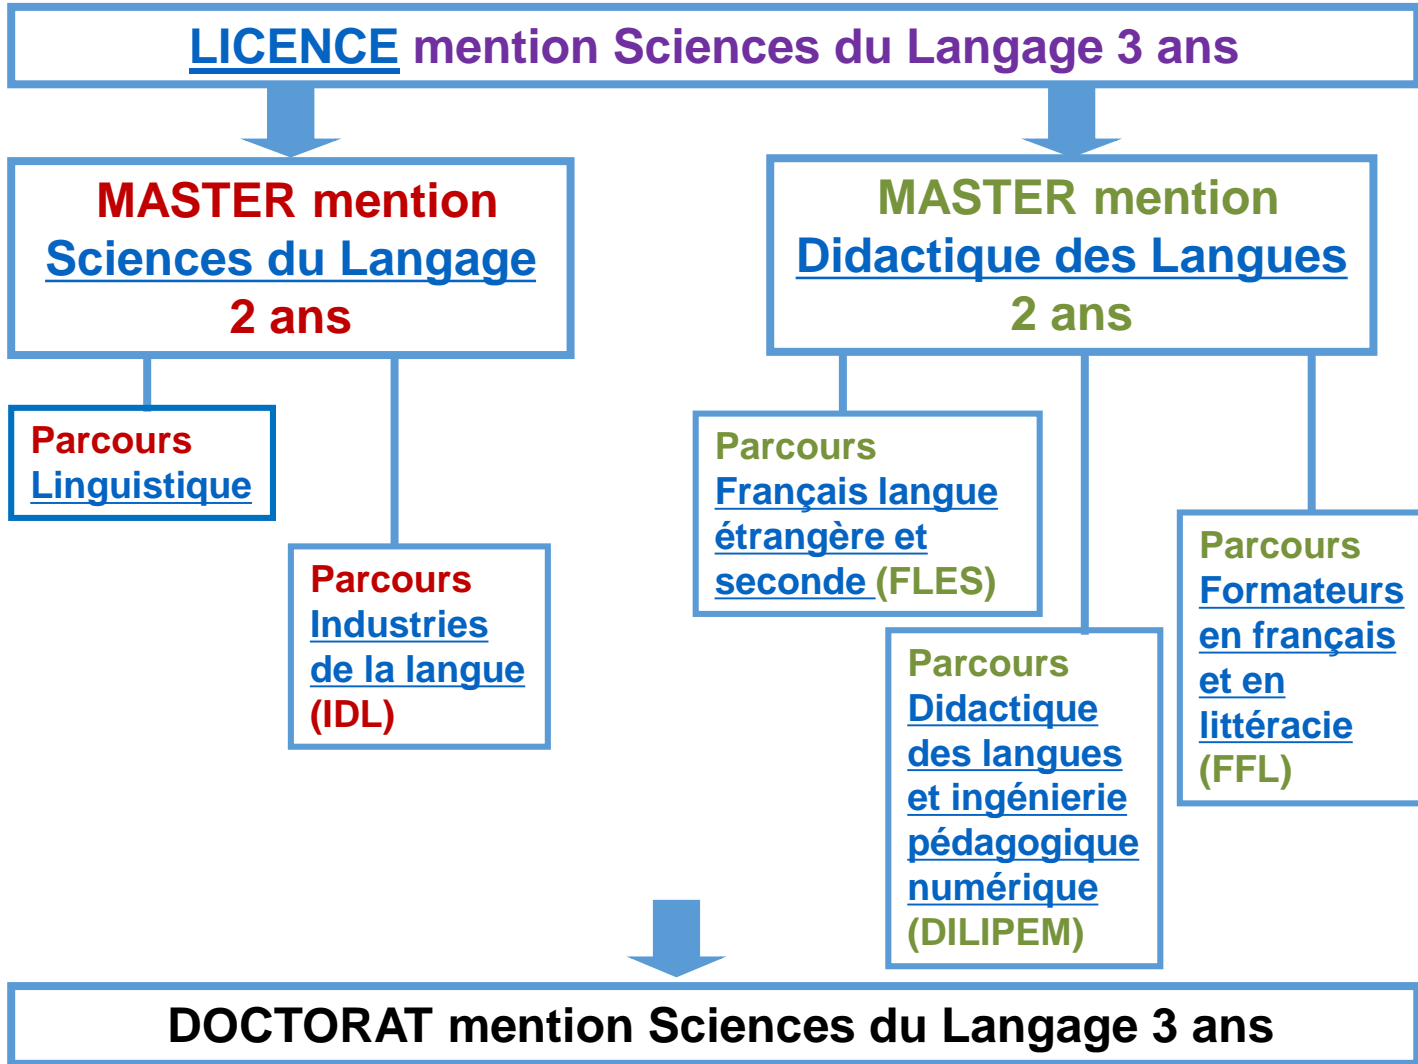 LICENCE mention Sciences du Langage 3 ans
MASTER mention
Sciences du Langage
2 ans
MASTER mention
Didactique des Langues
2 ans
Parcours
Linguistique
Parcours
Industries
de la langue
(IDL)
Parcours
Français langue
étrangère et
seconde (FLES)
Parcours
Didactique
des langues
et ingénierie
pédagogique
numérique
(DILIPEM)
Parcours
Formateurs
en français
et en
littéracie
(FFL)
DOCTORAT mention Sciences du Langage 3 ans